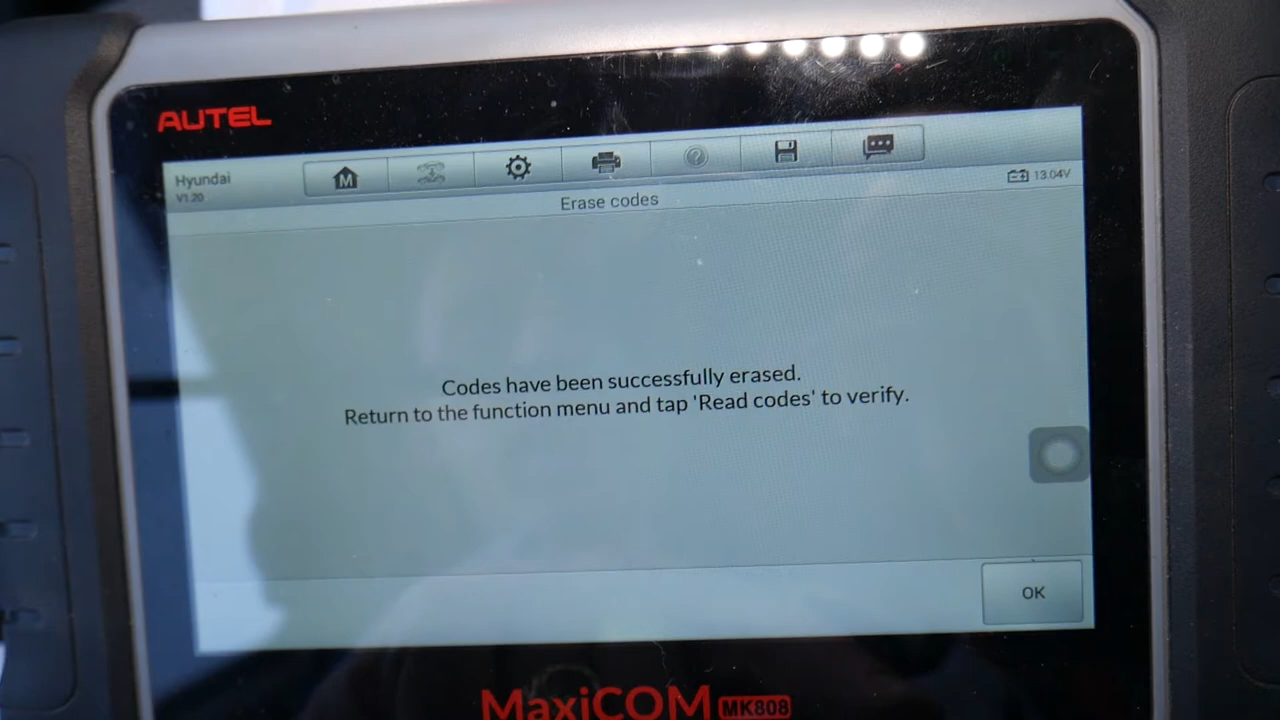 AUTEL
Hyundai
V1.20
M
?
13.04V
Erase codes
Codes have been successfully erased.
Return to the function menu and tap 'Read codes' to verify.
OK
MaxiCOM MK808